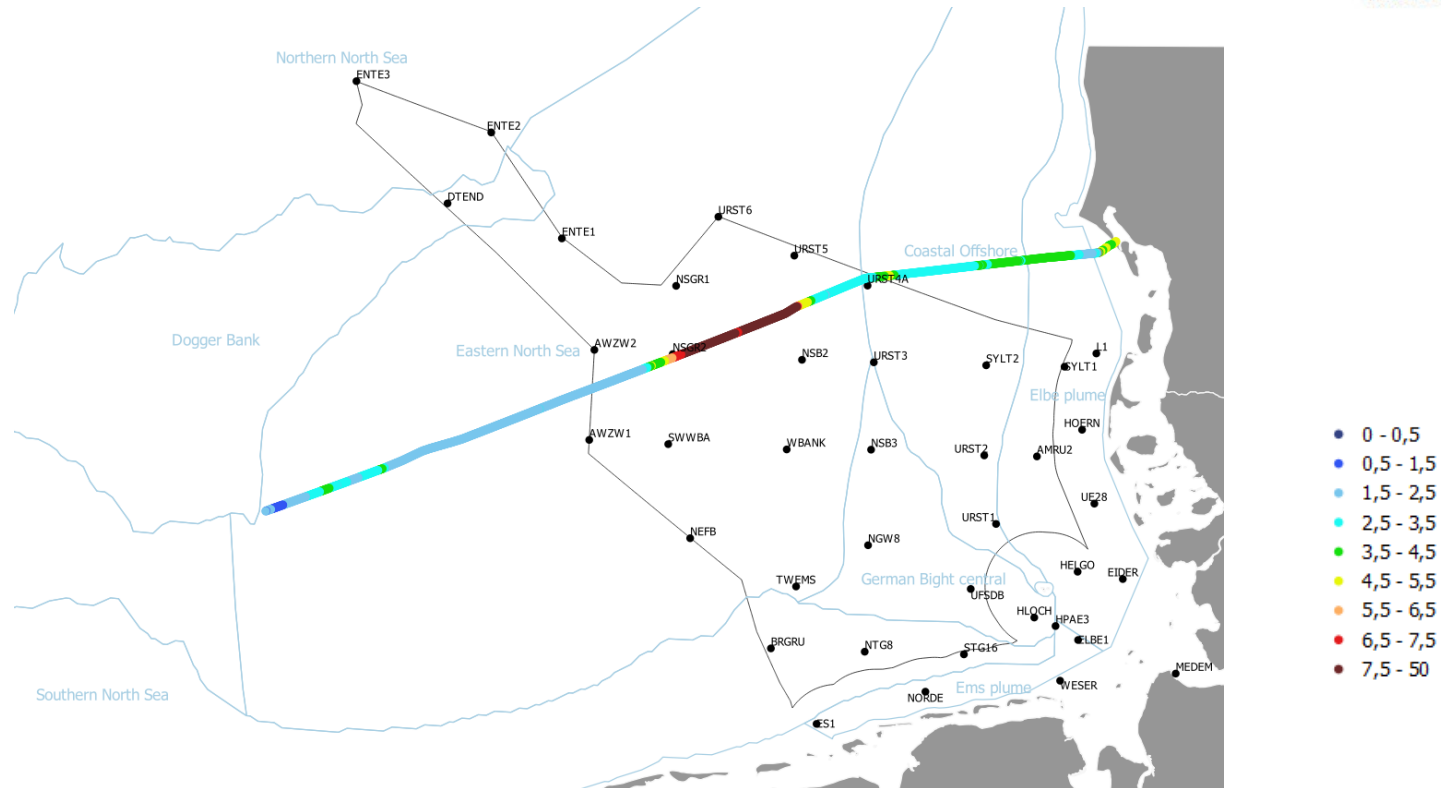 Northern North Sea
ENTE3
ENTE2
DTEND
URST6
ENTE1
URST5
Coastal Offshore
NSGR1
URST4A
Dogger Bank
AWZW2
Eastern North Sea
NSGR2
NSB2
URST3
SYLT2
L1
SYLT1
Elbe plume
HOERN
AWZW1
SWWBA
WBANK
NSB3
URST2
AMRU2
UE28
URST1
NEFB
NGW8
HELGO
EIDER
TWEMS
German Bight central
UFSDB
HLOCH
HPAE3
ELBE1
BRGRU
NTG8
STG16
MEDEM
Southern North Sea
Ems plume
WESER
NORDE
ES1
0 - 0,5
0,5 - 1,5
1,5 - 2,5
2,5 - 3,5
3,5 - 4,5
4,5 - 5,5
5,5 - 6,5
6,5 - 7,5
7,5 - 50